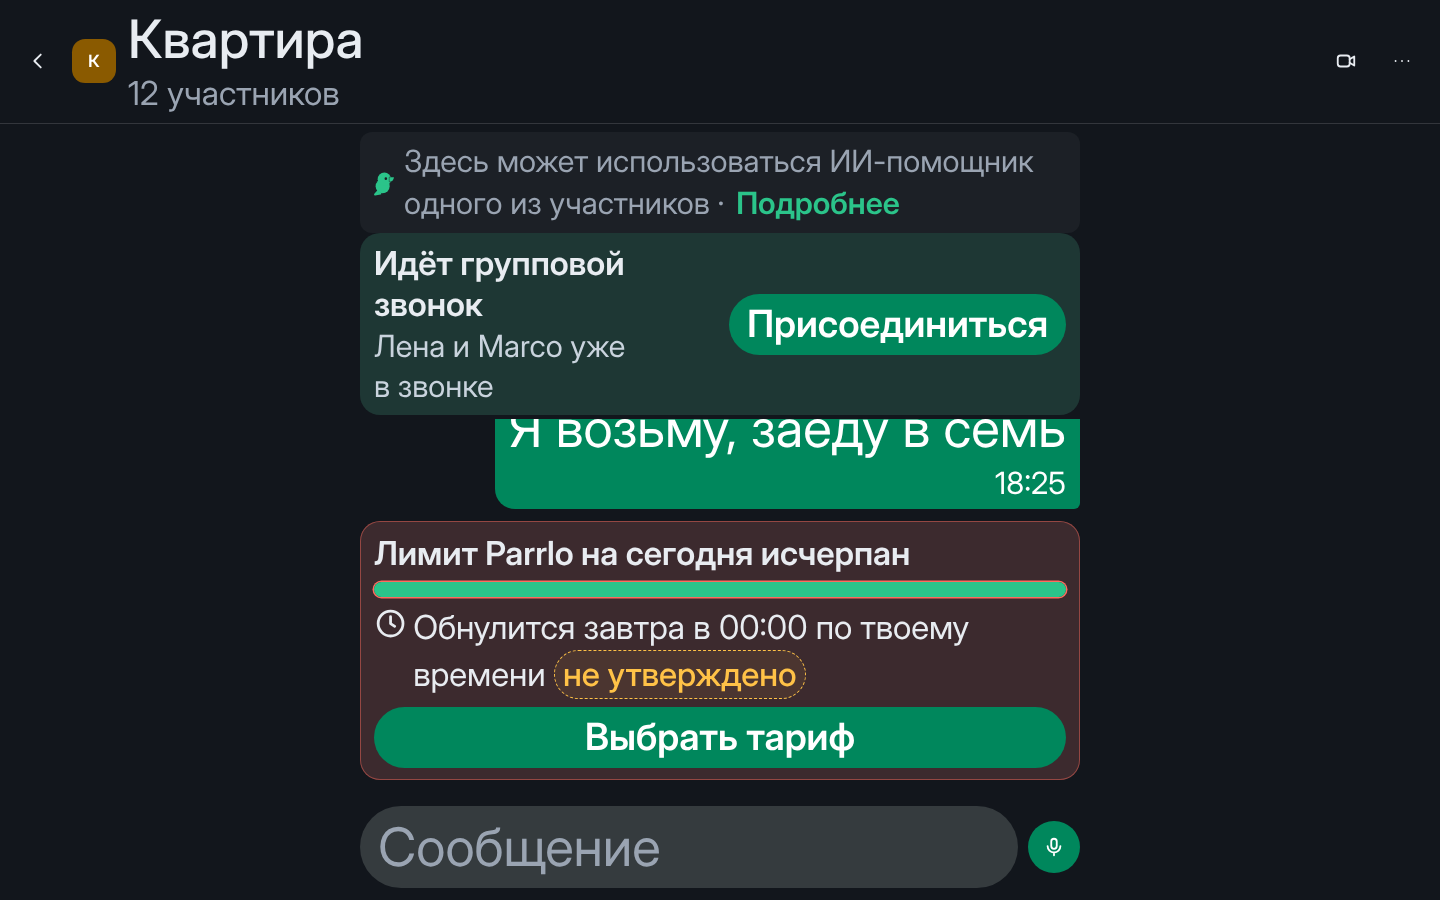 К
Квартира
12 участников
Здесь может использоваться ИИ-помощник
одного из участников · Подробнее
Идёт групповой
звонок
Лена и Marco уже
в звонке
Присоединиться
Я возьму, заеду в семь
18:25
Лимит Parrlo на сегодня исчерпан
Обнулится завтра в 00:00 по твоему
времени не утверждено
Выбрать тариф
Сообщение